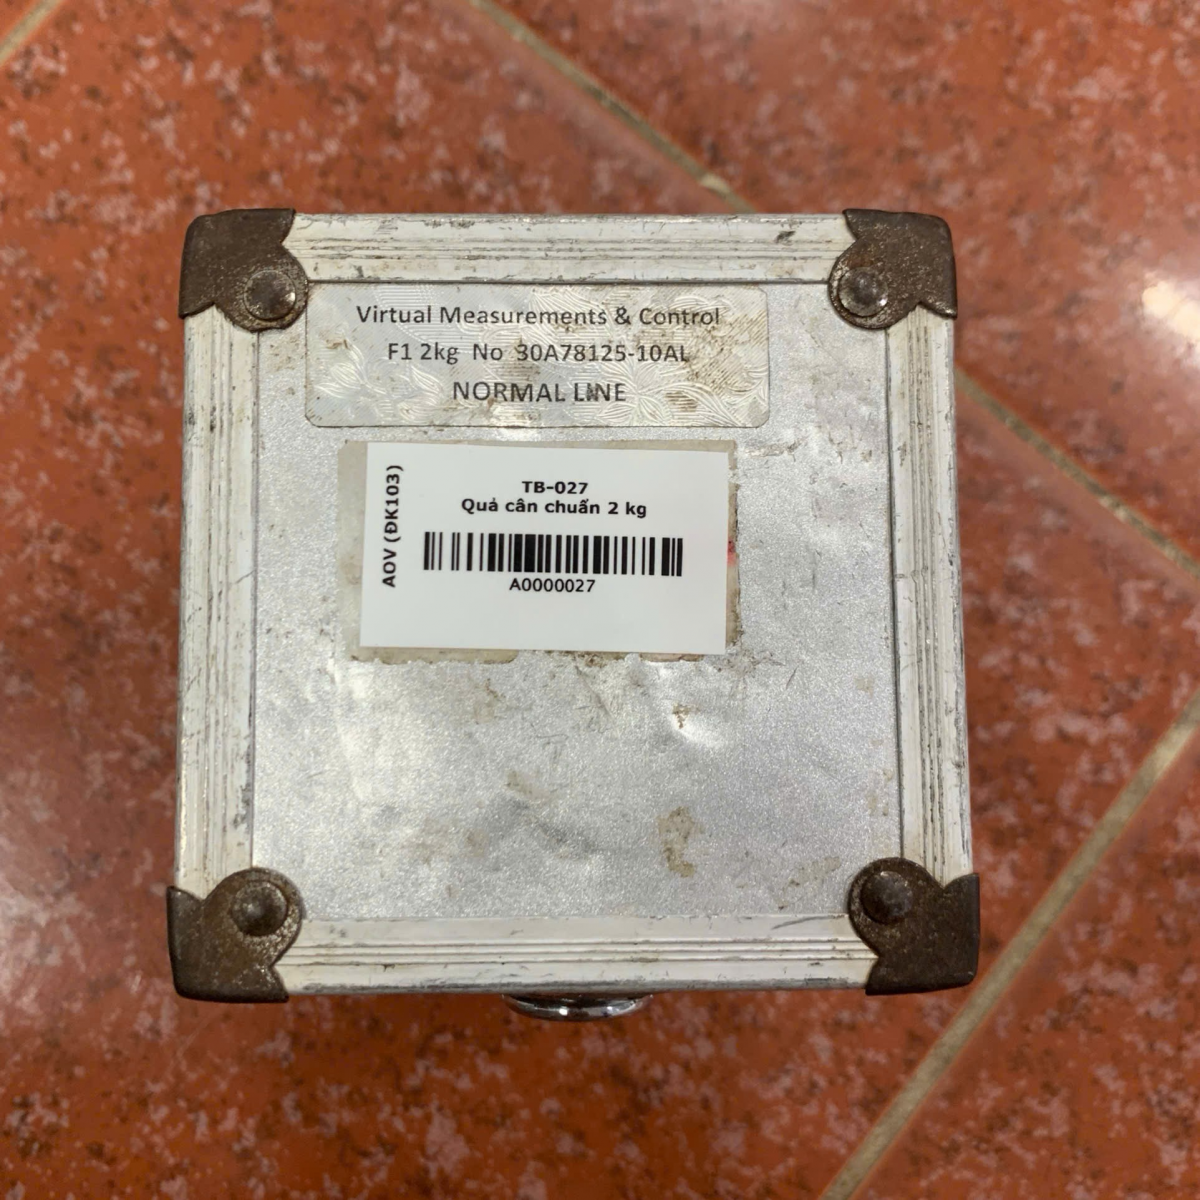 Virtual Measurements & Control
F1 2kg No 30A78125-10AL
NORMAL LINE
AOV (ĐK103)
TB-027
Quả cân chuẩn 2 kg
A0000027